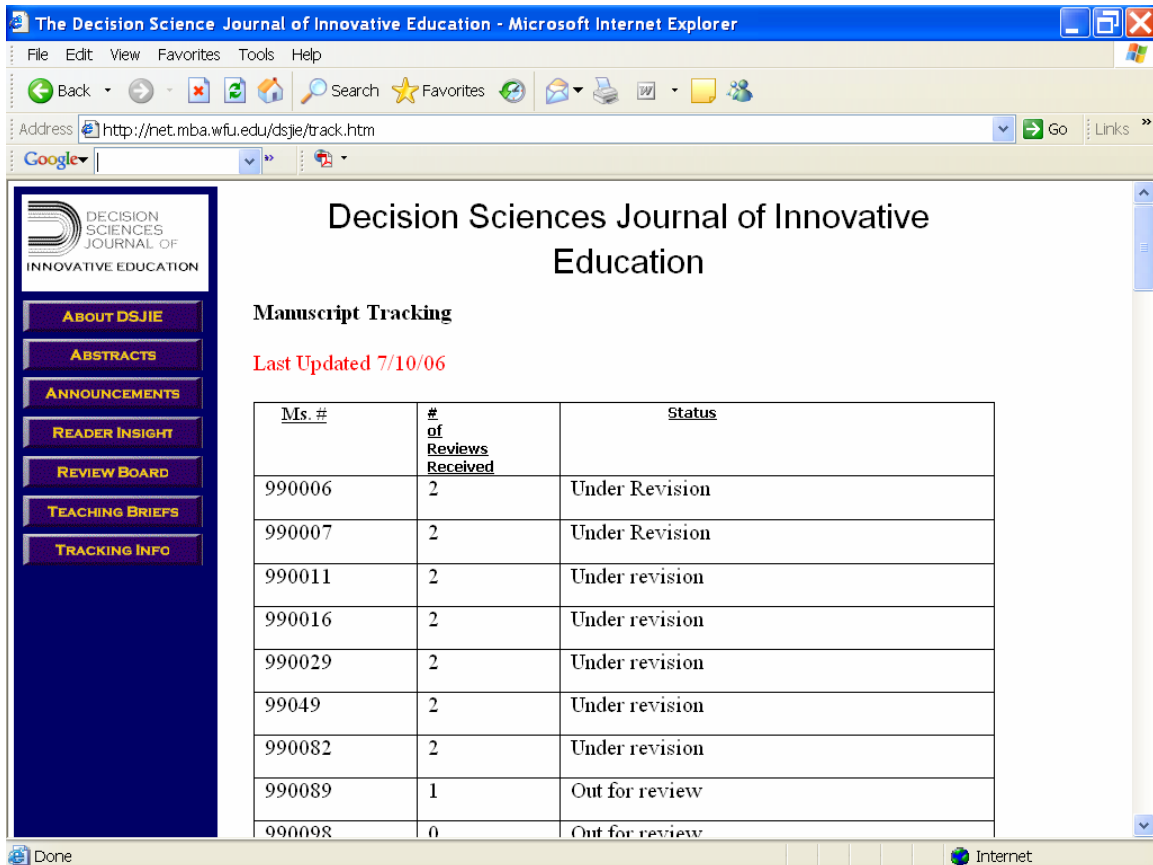 The Decision Science Journal of Innovative Education - Microsoft Internet Explorer
File Edit View Favorites Tools Help
Back Search Favorites
Address http://net.mba.wfu.edu/dsjie/track.htm Go Links »
Google
DECISION
SCIENCES
JOURNAL OF
INNOVATIVE EDUCATION
ABOUT DSJIE
ABSTRACTS
ANNOUNCEMENTS
READER INSIGHT
REVIEW BOARD
TEACHING BRIEFS
TRACKING INFO
Decision Sciences Journal of Innovative
Education
Manuscript Tracking
Last Updated 7/10/06
Ms. # # Status
of
Reviews
Received
990006 2 Under Revision
990007 2 Under Revision
990011 2 Under revision
990016 2 Under revision
990029 2 Under revision
99049 2 Under revision
990082 2 Under revision
990089 1 Out for review
990098 0 Out for review
Done Internet